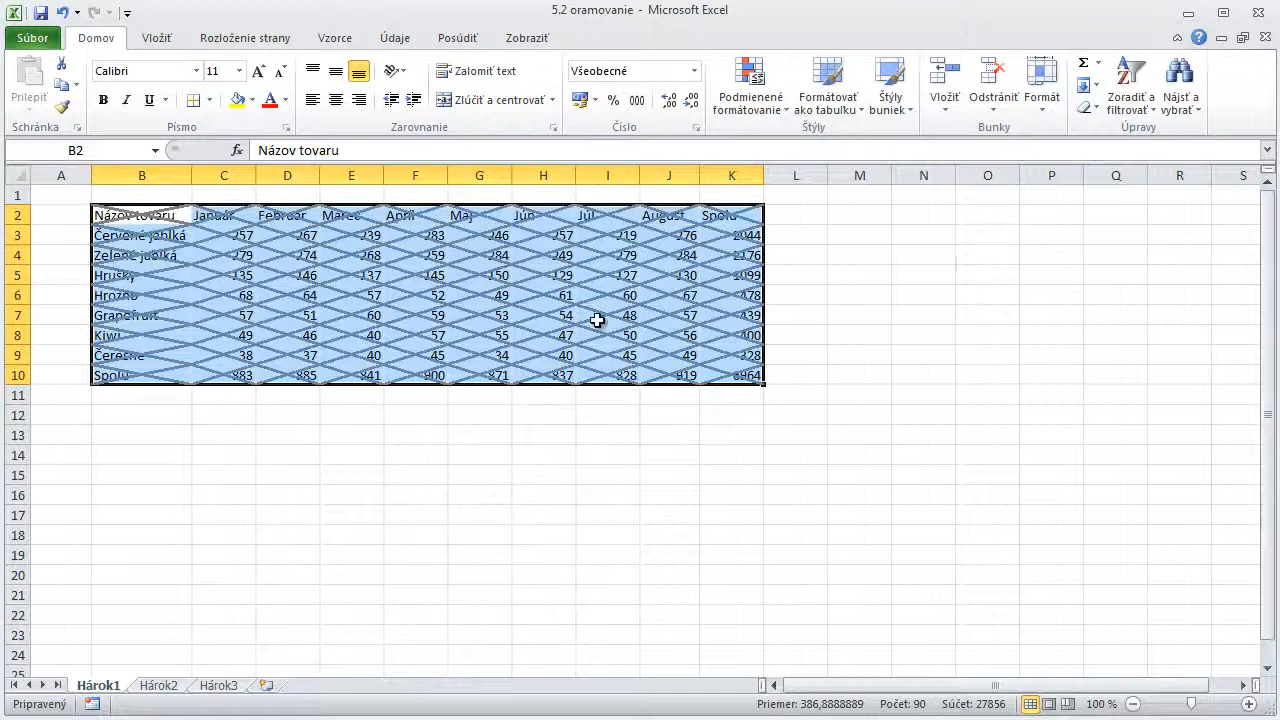 5.2 oramovanie - Microsoft Excel
Súbor Domov Vložiť Rozloženie strany Vzorce Údaje Posúdiť Zobraziť
Prilepiť
Calibri 11
B I U A
Zalomiť text
Zlúčiť a centrovať
Všeobecné
% 000
Podmienené formátovanie
Formátovať ako tabuľku
Štýly buniek
Vložiť Odstrániť Formát
Zoradiť a filtrovať
Nájsť a vybrať
Schránka Písmo Zarovnanie Číslo Štýly Bunky Úpravy
B2 fx Názov tovaru
A B C D E F G H I J K L M N O P Q R S
1
2 Názov tovaru Január Február Marec Apríl Máj Jún Júl August Spolu
3 Červené jablká 257 267 239 283 246 257 219 276 2044
4 Zelené jablká 279 274 268 259 284 249 279 284 2176
5 Hrušky 135 146 137 145 150 129 127 130 1099
6 Hrozno 68 64 57 52 49 61 60 67 478
7 Grapefruit 57 51 60 59 53 54 48 57 439
8 Kiwi 49 46 40 57 55 47 50 56 400
9 Čerešne 38 37 40 45 34 40 45 49 328
10 Spolu 883 885 841 900 871 837 828 919 6964
11
12
13
14
15
16
17
18
19
20
21
22
23
24
25
Hárok1 Hárok2 Hárok3
Pripravený Priemer: 386,8888889 Počet: 90 Súčet: 27856 100 %